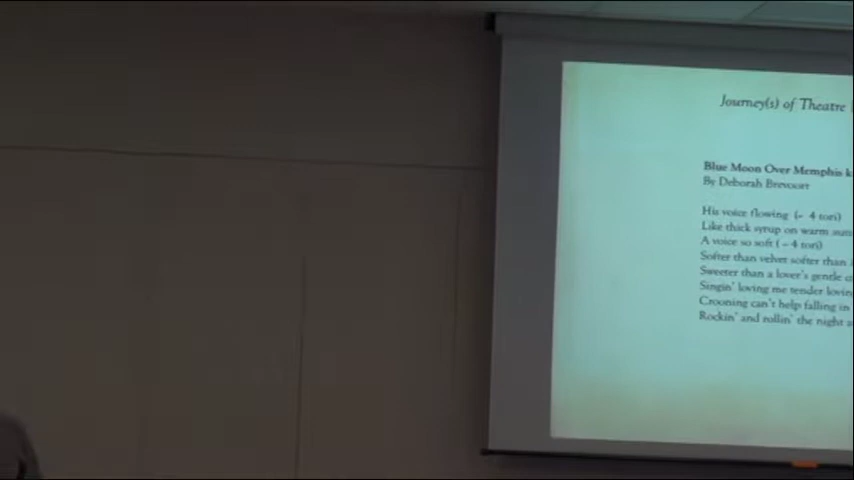 Journey(s) of Theatre
Blue Moon Over Memphis k
By Deborah Brevoort
His voice flowing (~ 4 tori)
Like thick syrup on warm
A voice so soft (~ 4 tori)
Softer than velvet softer than
Sweeter than a lover's gentle
Singin' loving me tender lovin
Crooning can't help falling in
Rockin' and rollin' the night a